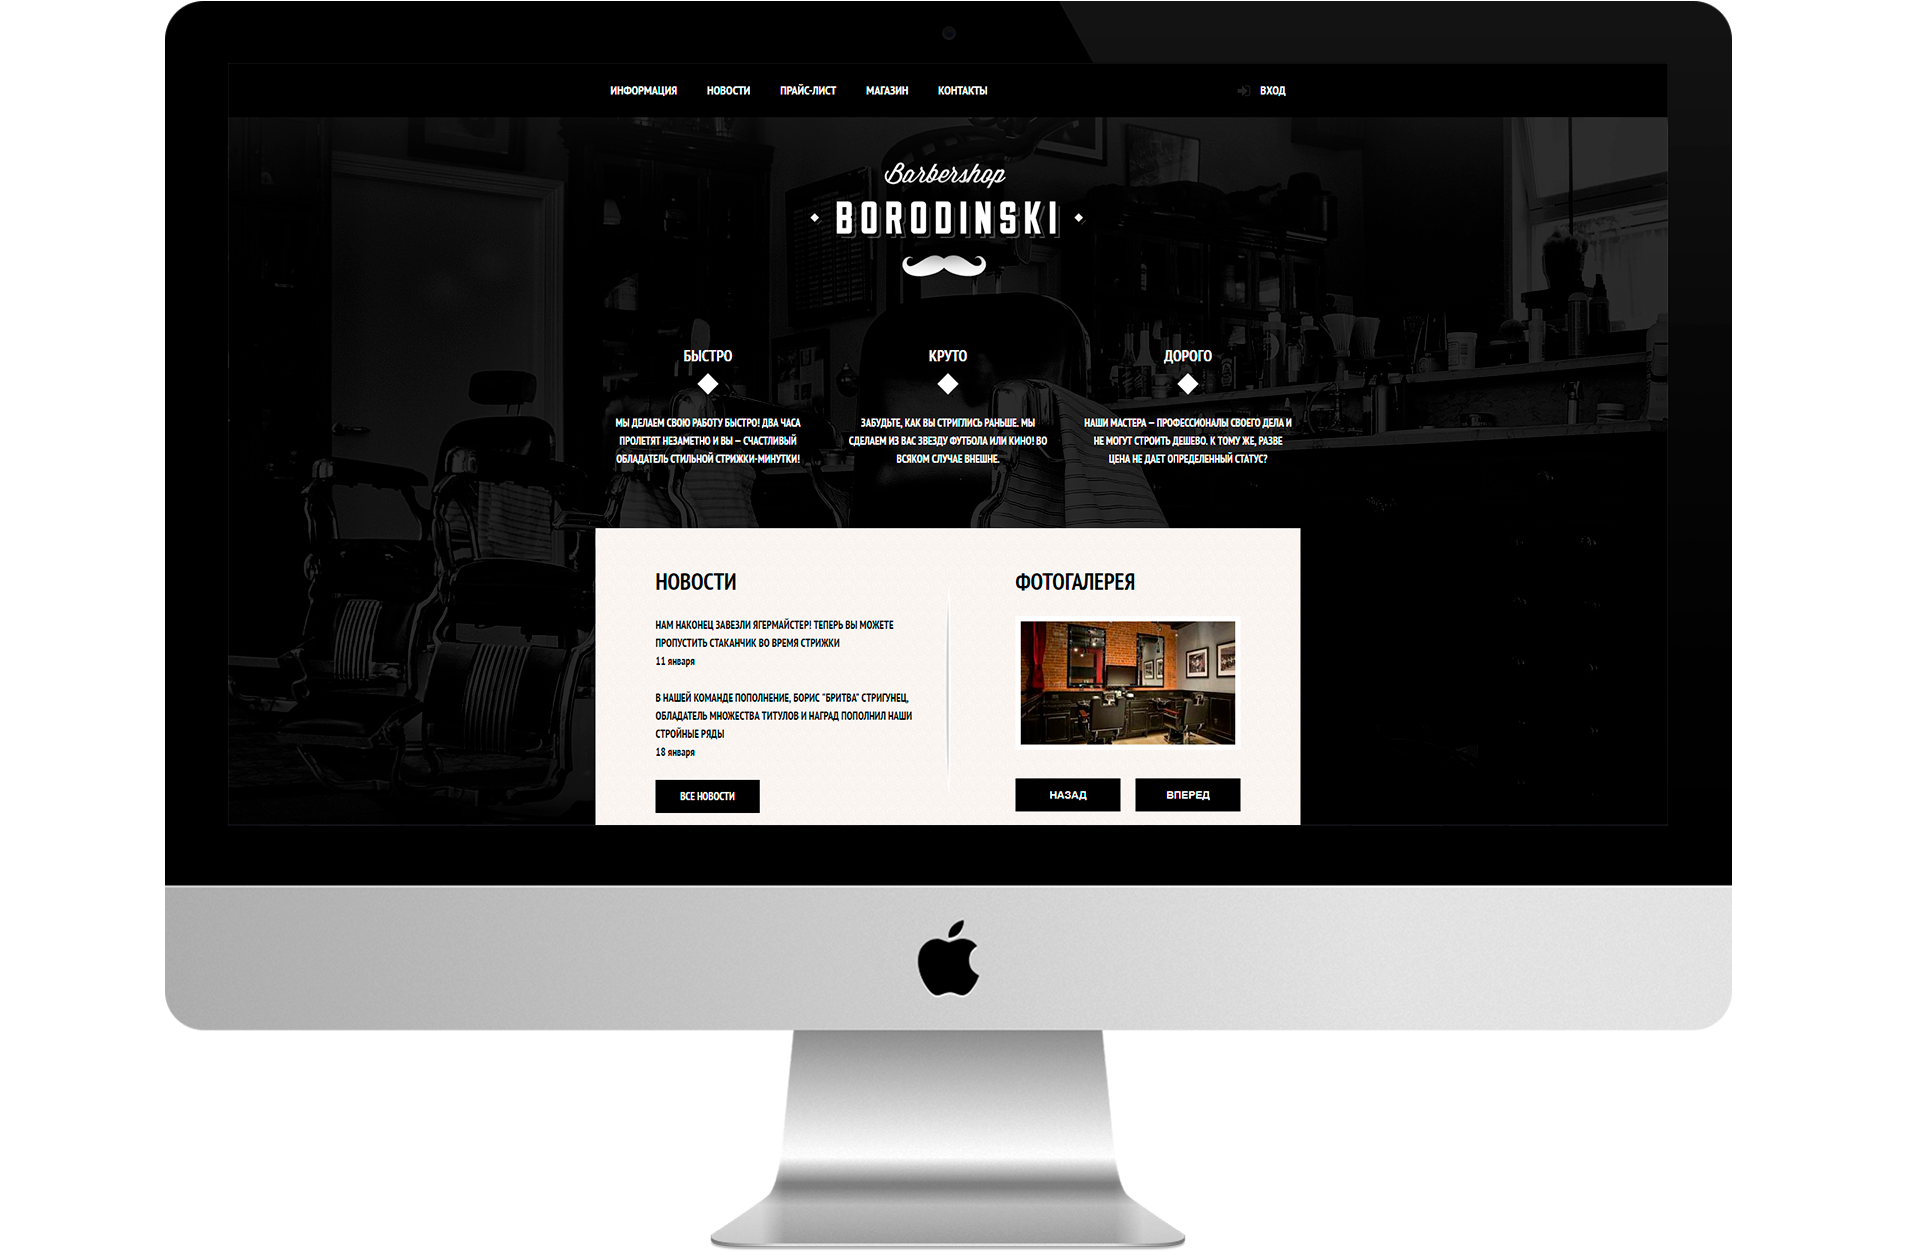 ИНФОРМАЦИЯ НОВОСТИ ПРАЙС-ЛИСТ МАГАЗИН КОНТАКТЫ ВХОД
Barbershop
BORODINSKI
БЫСТРО
МЫ ДЕЛАЕМ СВОЮ РАБОТУ БЫСТРО! ДВА ЧАСА
ПРОЛЕТЯТ НЕЗАМЕТНО И ВЫ – СЧАСТЛИВЫЙ
ОБЛАДАТЕЛЬ СТИЛЬНОЙ СТРИЖКИ-МИНУТКИ!
КРУТО
ЗАБУДЬТЕ, КАК ВЫ СТРИГЛИСЬ РАНЬШЕ. МЫ
СДЕЛАЕМ ИЗ ВАС ЗВЕЗДУ ФУТБОЛА ИЛИ КИНО! ВО
ВСЯКОМ СЛУЧАЕ ВНЕШНЕ.
ДОРОГО
НАШИ МАСТЕРА – ПРОФЕССИОНАЛЫ СВОЕГО ДЕЛА И
НЕ МОГУТ СТРОИТЬ ДЕШЕВО. К ТОМУ ЖЕ, РАЗВЕ
ЦЕНА НЕ ДАЕТ ОПРЕДЕЛЕННЫЙ СТАТУС?
НОВОСТИ
НАМ НАКОНЕЦ ЗАВЕЗЛИ ЯГЕРМАЙСТЕР! ТЕПЕРЬ ВЫ МОЖЕТЕ
ПРОПУСТИТЬ СТАКАНЧИК ВО ВРЕМЯ СТРИЖКИ
11 января
В НАШЕЙ КОМАНДЕ ПОПОЛНЕНИЕ, БОРИС "БРИТВА" СТРИГУНЕЦ,
ОБЛАДАТЕЛЬ МНОЖЕСТВА ТИТУЛОВ И НАГРАД ПОПОЛНИЛ НАШИ
СТРОЙНЫЕ РЯДЫ
18 января
ВСЕ НОВОСТИ
ФОТОГАЛЕРЕЯ
НАЗАД ВПЕРЕД